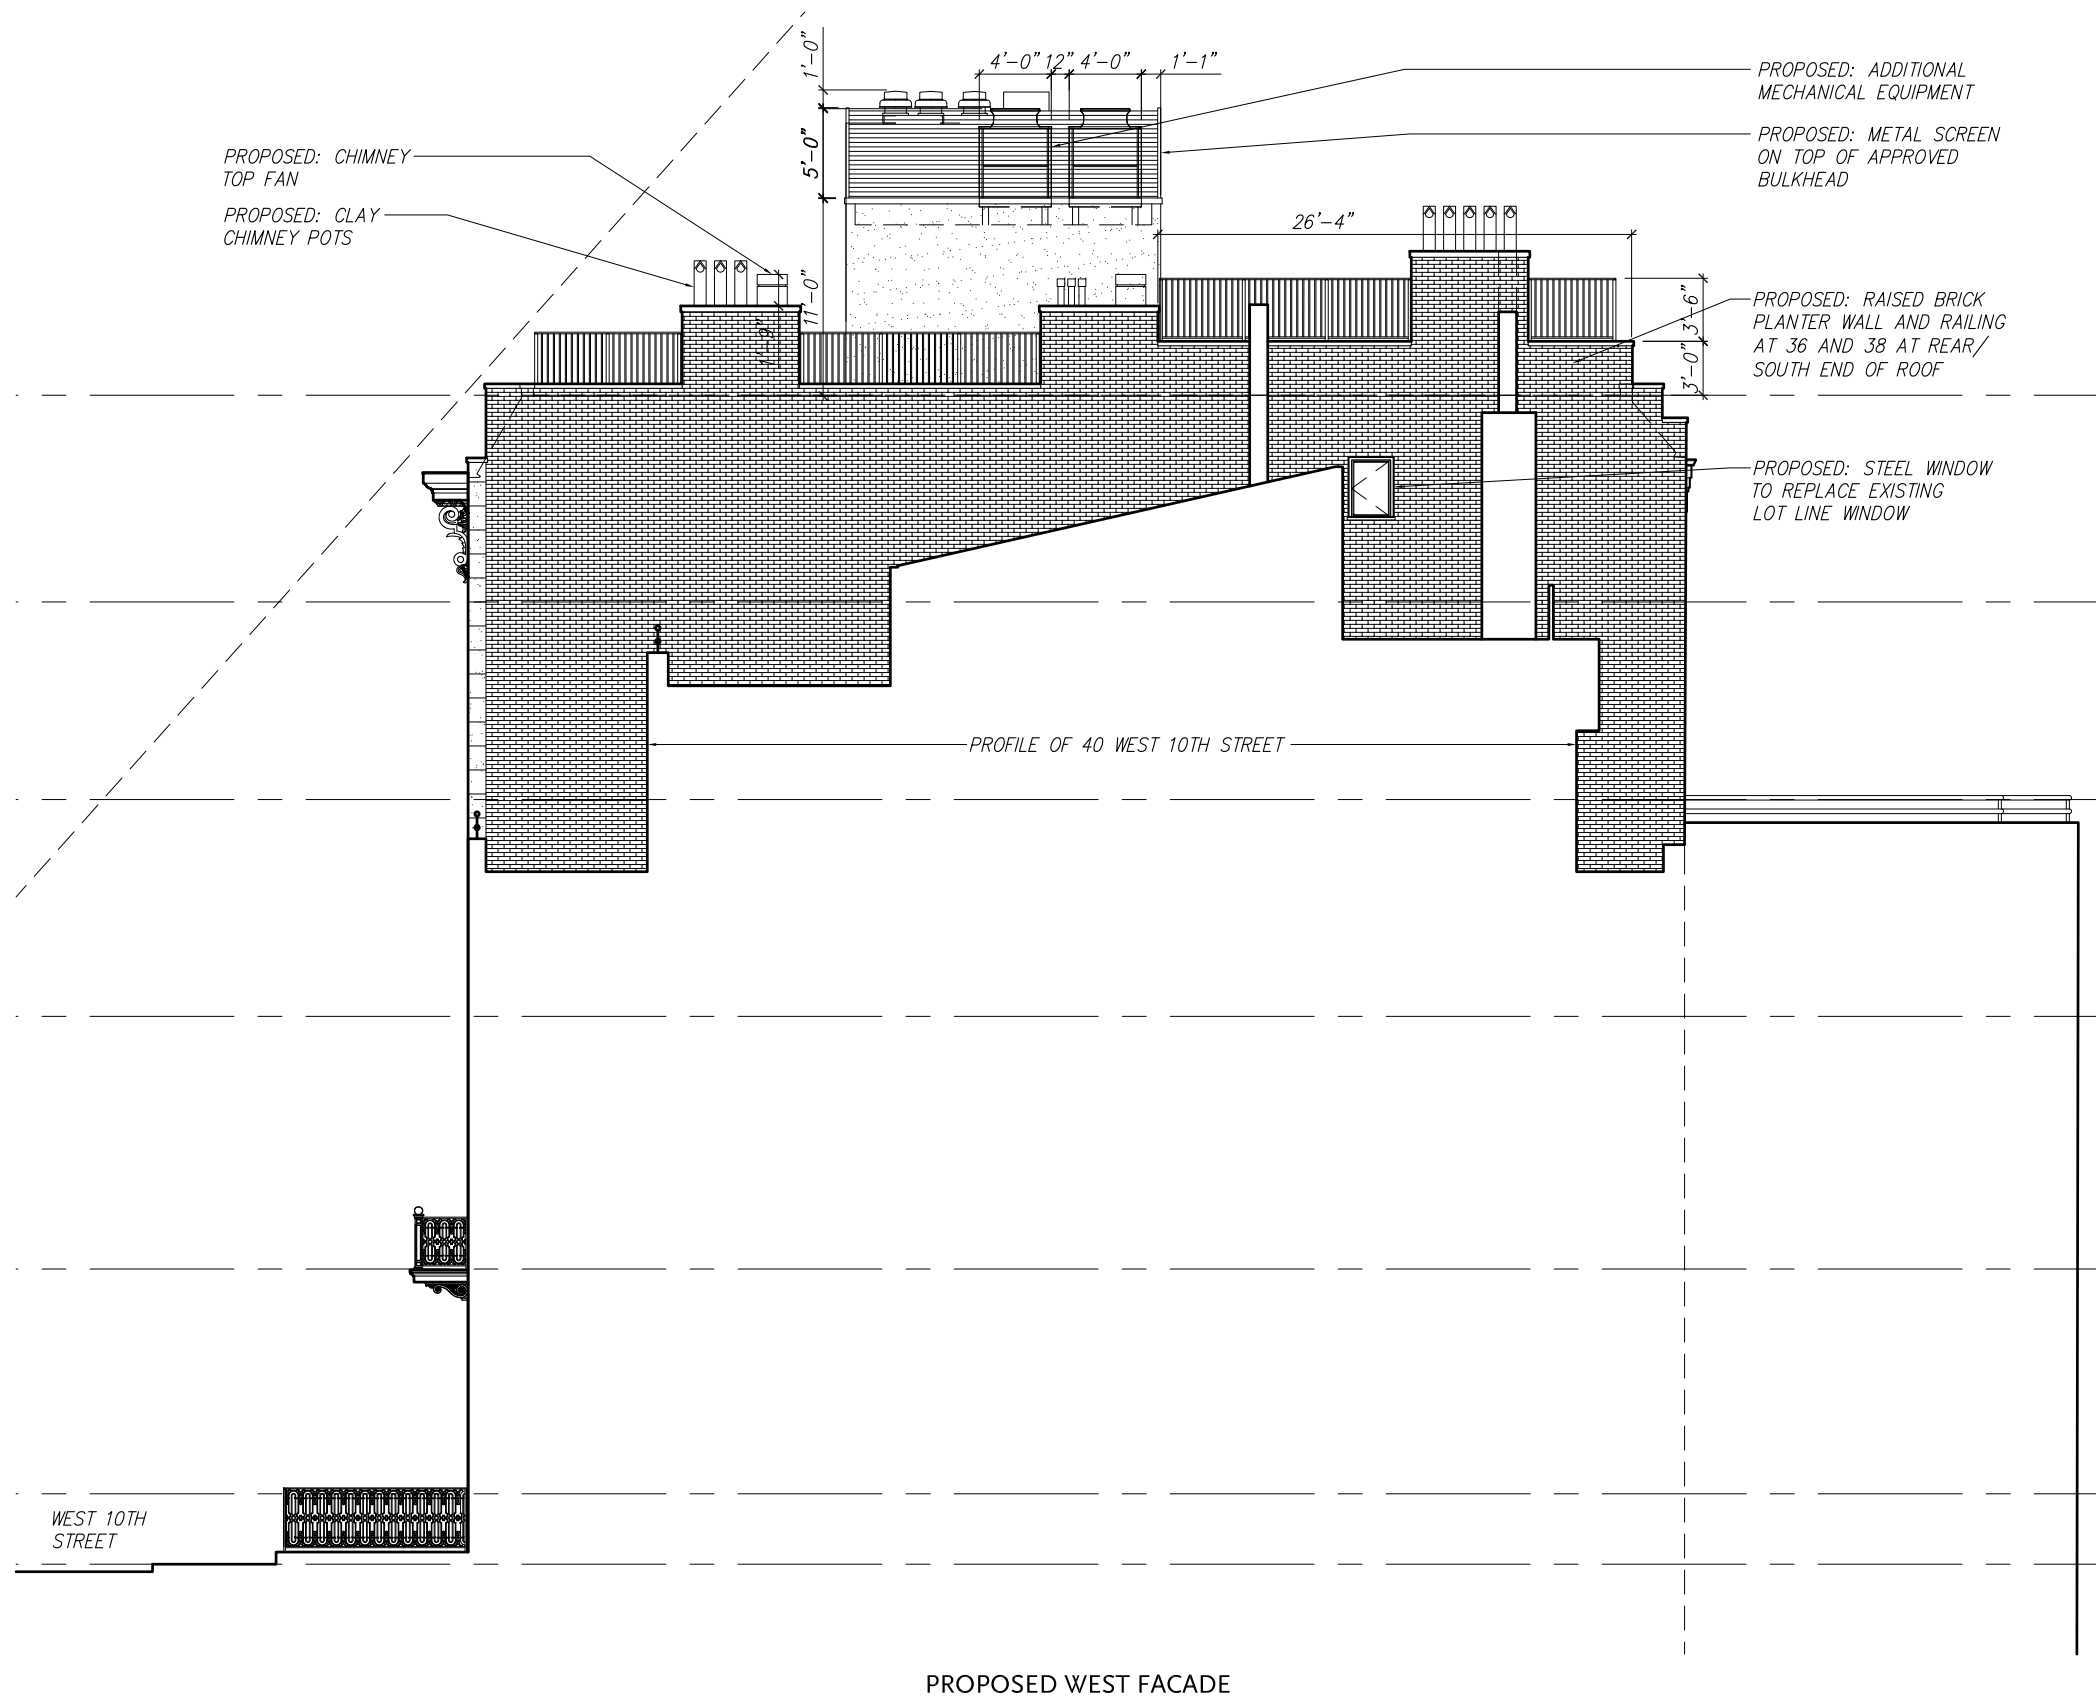 1'-0"
4'-0" 12" 4'-0" 1'-1"
5'-0"
11'-0"
1'-9"
26'-4"
3'-6"
3'-0"
PROPOSED: CHIMNEY
TOP FAN
PROPOSED: CLAY
CHIMNEY POTS
PROPOSED: ADDITIONAL
MECHANICAL EQUIPMENT
PROPOSED: METAL SCREEN
ON TOP OF APPROVED
BULKHEAD
PROPOSED: RAISED BRICK
PLANTER WALL AND RAILING
AT 36 AND 38 AT REAR/
SOUTH END OF ROOF
PROPOSED: STEEL WINDOW
TO REPLACE EXISTING
LOT LINE WINDOW
PROFILE OF 40 WEST 10TH STREET
WEST 10TH
STREET
PROPOSED WEST FACADE